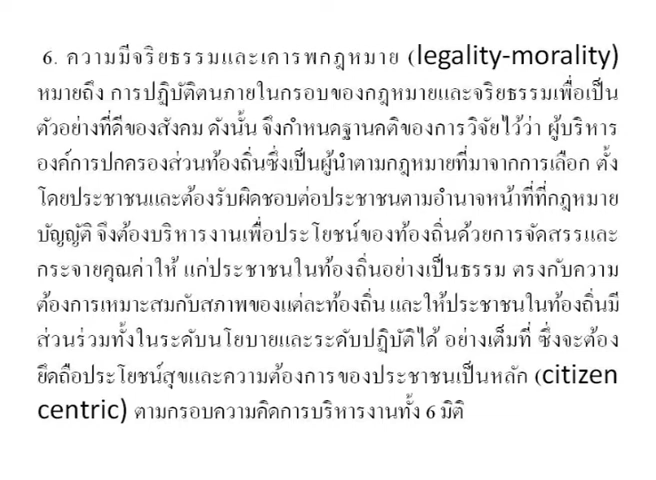 6. ความมีจริยธรรมและเคารพกฎหมาย (legality-morality)
หมายถึง การปฏิบัติตนภายในกรอบของกฎหมายและจริยธรรมเพื่อเป็น
ตัวอย่างที่ดีของสังคม ดังนั้น จึงกำหนดฐานคติของการวิจัยไว้ว่า ผู้บริหาร
องค์การปกครองส่วนท้องถิ่นซึ่งเป็นผู้นำตามกฎหมายที่มาจากการเลือก ตั้ง
โดยประชาชนและต้องรับผิดชอบต่อประชาชนตามอำนาจหน้าที่ที่กฎหมาย
บัญญัติ จึงต้องบริหารงานเพื่อประโยชน์ของท้องถิ่นด้วยการจัดสรรและ
กระจายคุณค่าให้ แก่ประชาชนในท้องถิ่นอย่างเป็นธรรม ตรงกับความ
ต้องการเหมาะสมกับสภาพของแต่ละท้องถิ่น และให้ประชาชนในท้องถิ่นมี
ส่วนร่วมทั้งในระดับนโยบายและระดับปฏิบัติได้ อย่างเต็มที่ ซึ่งจะต้อง
ยึดถือประโยชน์สุขและความต้องการของประชาชนเป็นหลัก (citizen
centric) ตามกรอบความคิดการบริหารงานทั้ง 6 มิติ